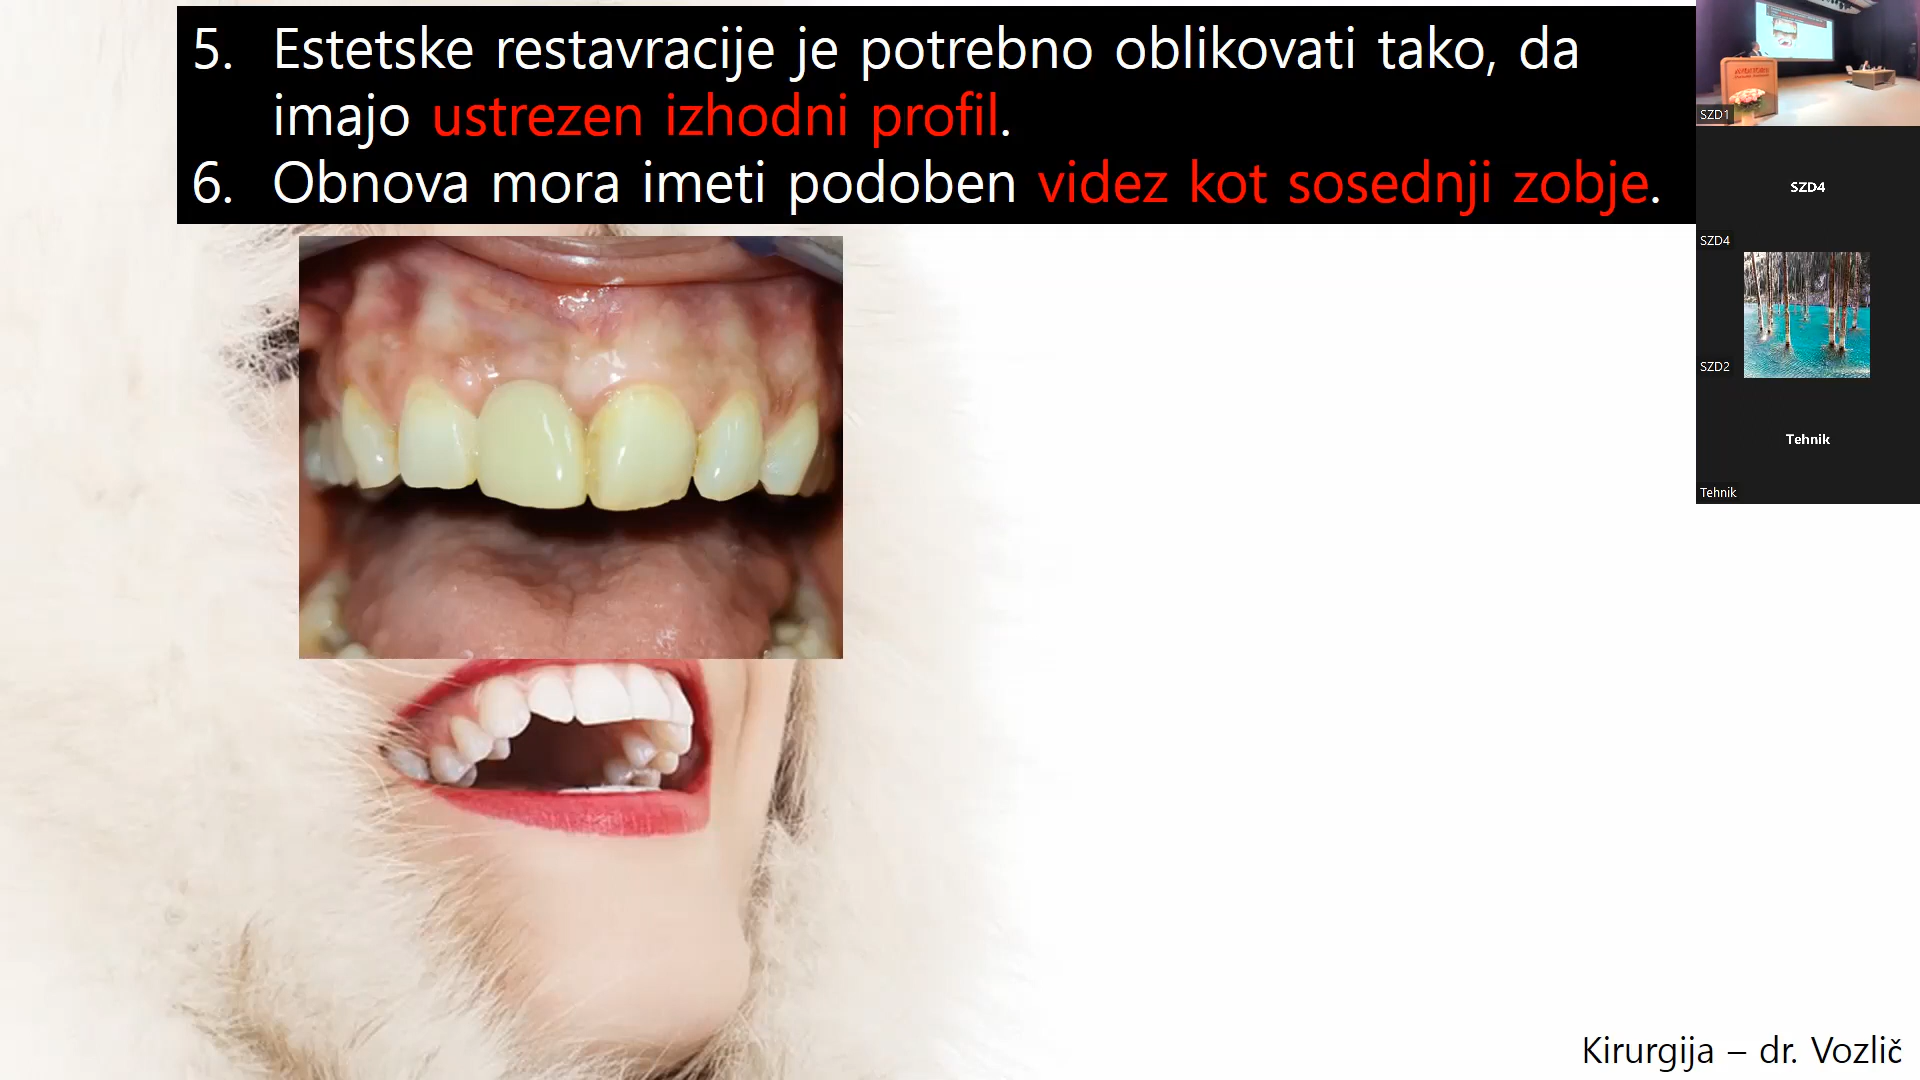 5. Estetske restavracije je potrebno oblikovati tako, da
imajo ustrezen izhodni profil.
6. Obnova mora imeti podoben videz kot sosednji zobje.
SZD1
SZD4
SZD4
SZD2
Tehnik
Tehnik
Kirurgija – dr. Vozlič